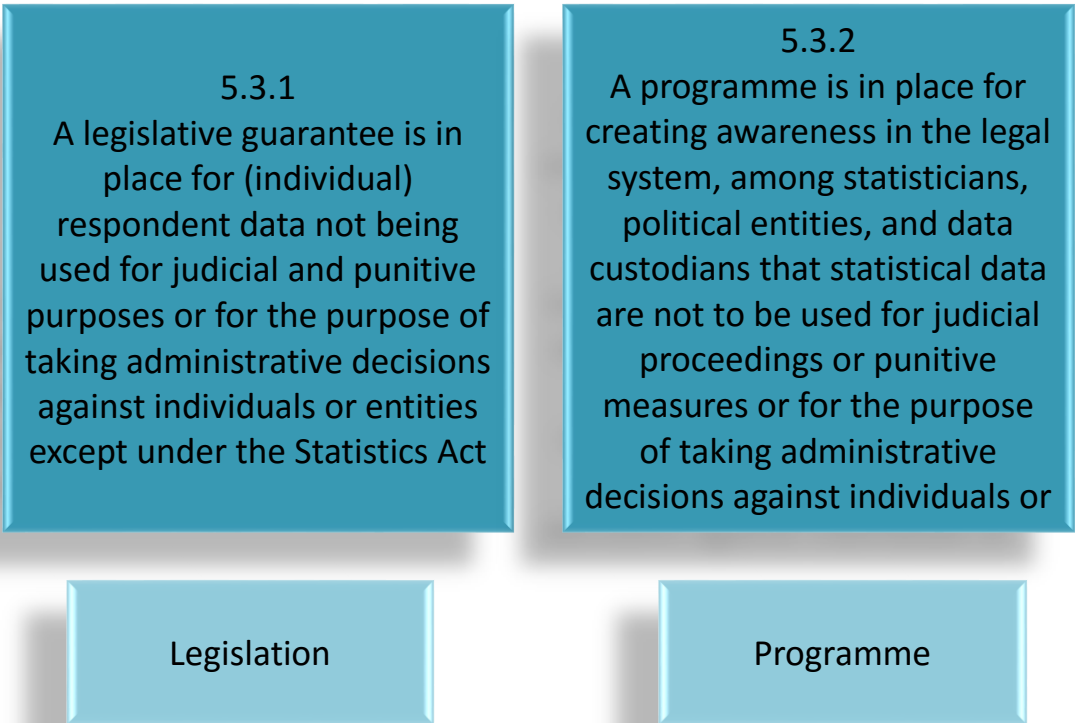 5.3.1
A legislative guarantee is in
place for (individual)
respondent data not being
used for judicial and punitive
purposes or for the purpose of
taking administrative decisions
against individuals or entities
except under the Statistics Act
5.3.2
A programme is in place for
creating awareness in the legal
system, among statisticians,
political entities, and data
custodians that statistical data
are not to be used for judicial
proceedings or punitive
measures or for the purpose
of taking administrative
decisions against individuals or
Legislation
Programme